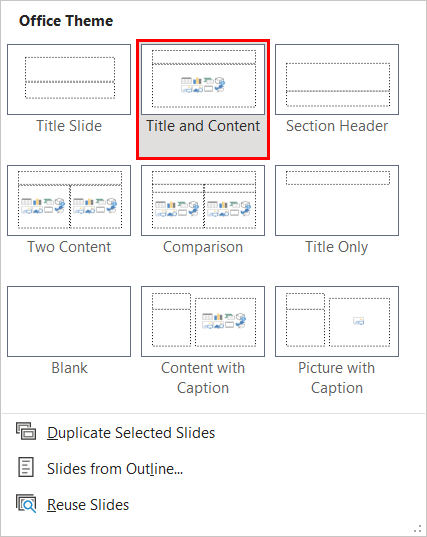 Office Theme
Title Slide
Title and Content
Section Header
Two Content
Comparison
Title Only
Blank
Content with
Caption
Picture with
Caption
Duplicate Selected Slides
Slides from Outline...
Reuse Slides